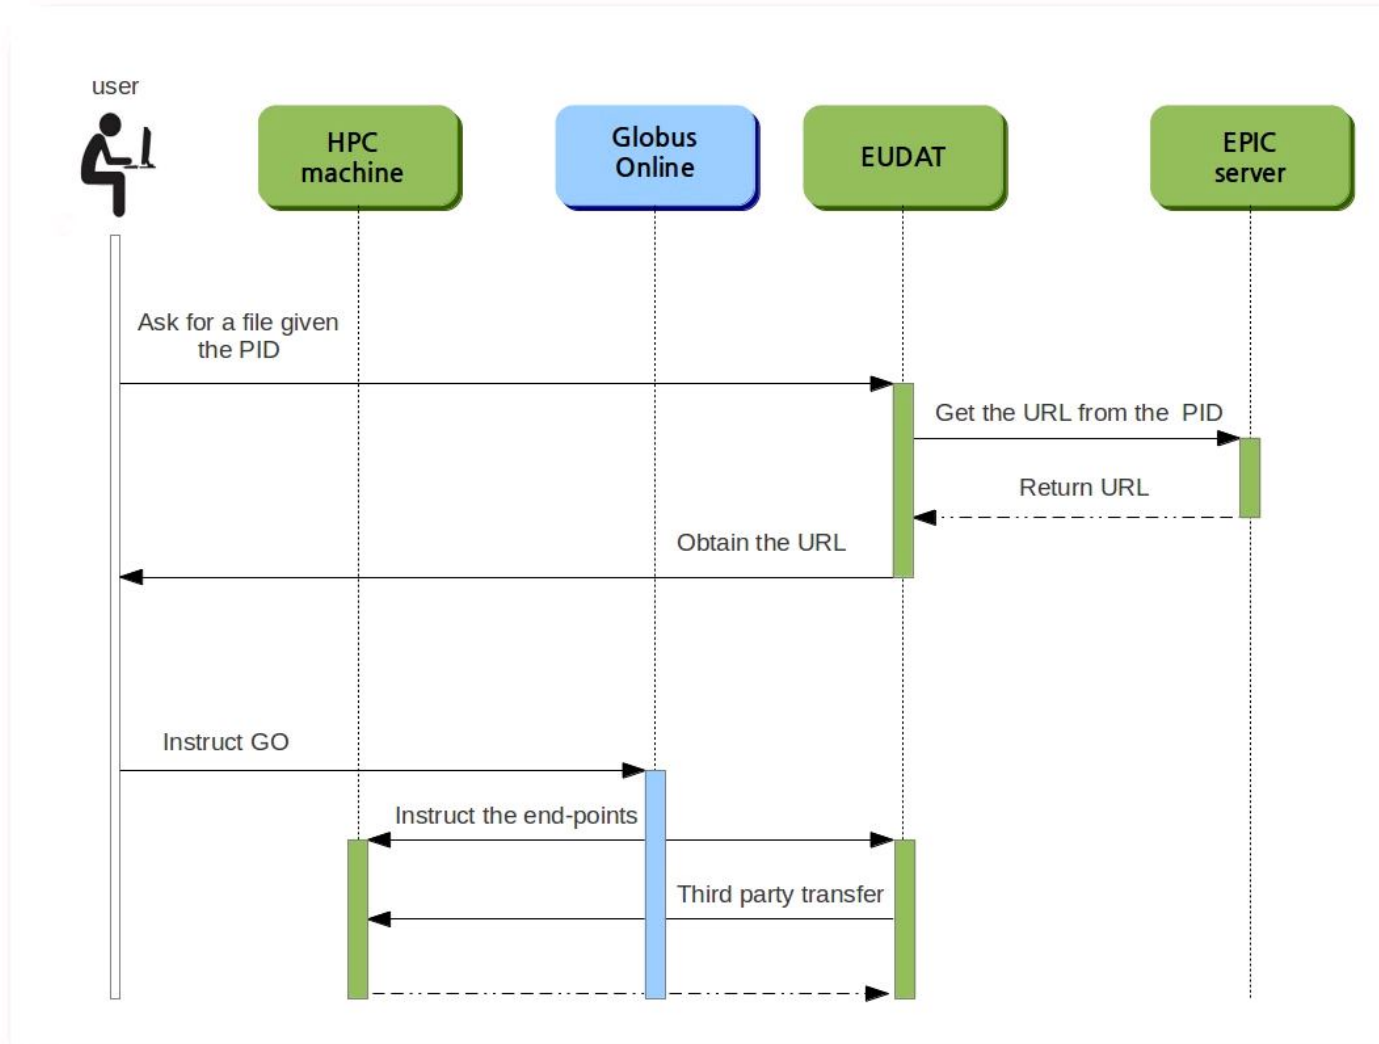 user
HPC
machine
Globus
Online
EUDAT
EPIC
server
Ask for a file given
the PID
Get the URL from the  PID
Return URL
Obtain the URL
Instruct GO
Instruct the end-points
Third party transfer